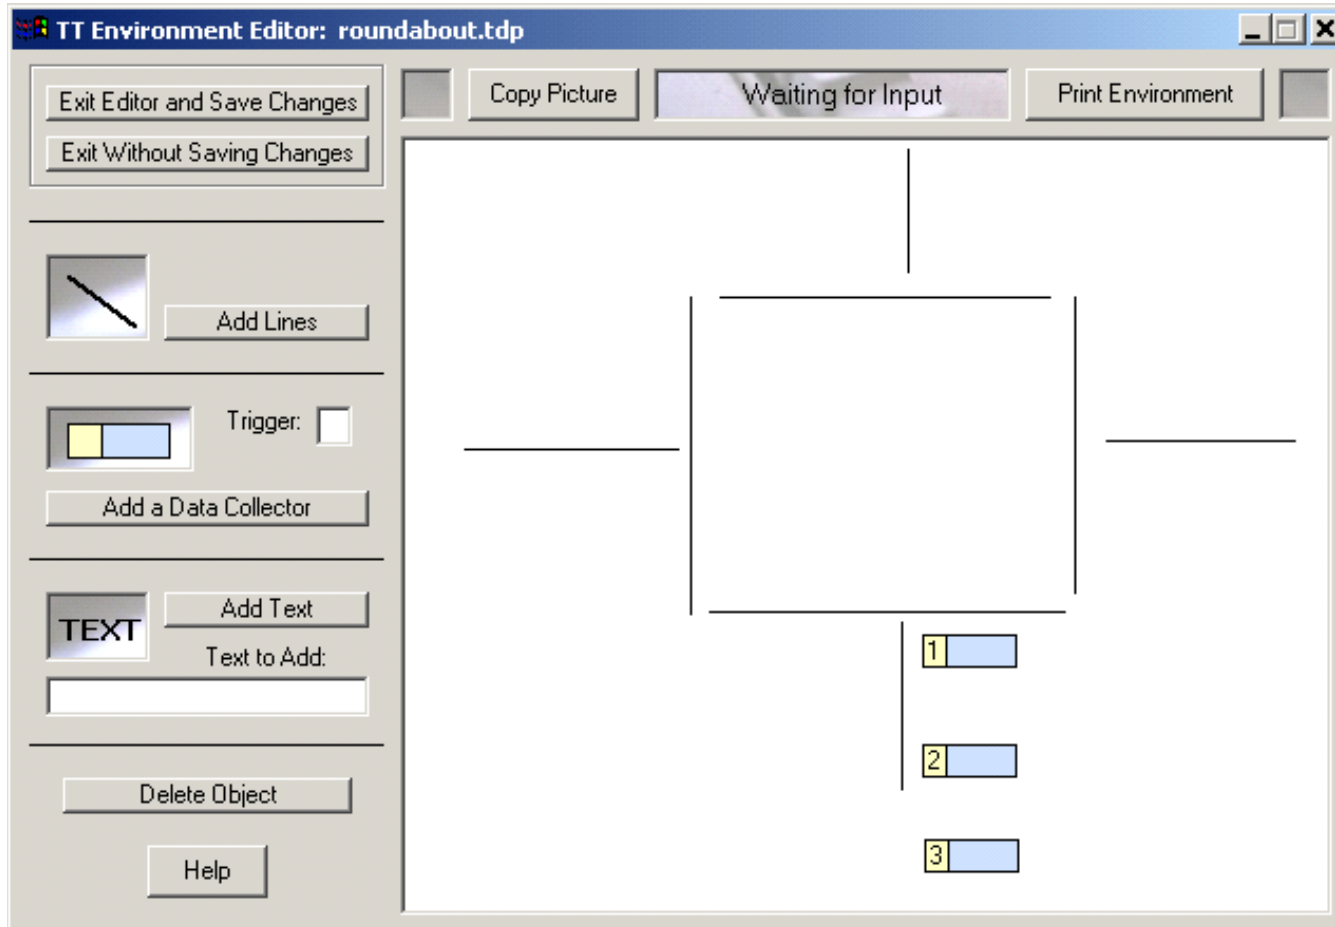 TT Environment Editor: roundabout.tdp
Exit Editor and Save Changes
Exit Without Saving Changes
Copy Picture
Waiting for Input
Print Environment
Add Lines
Trigger:
Add a Data Collector
TEXT
Add Text
Text to Add:
Delete Object
Help
1
2
3